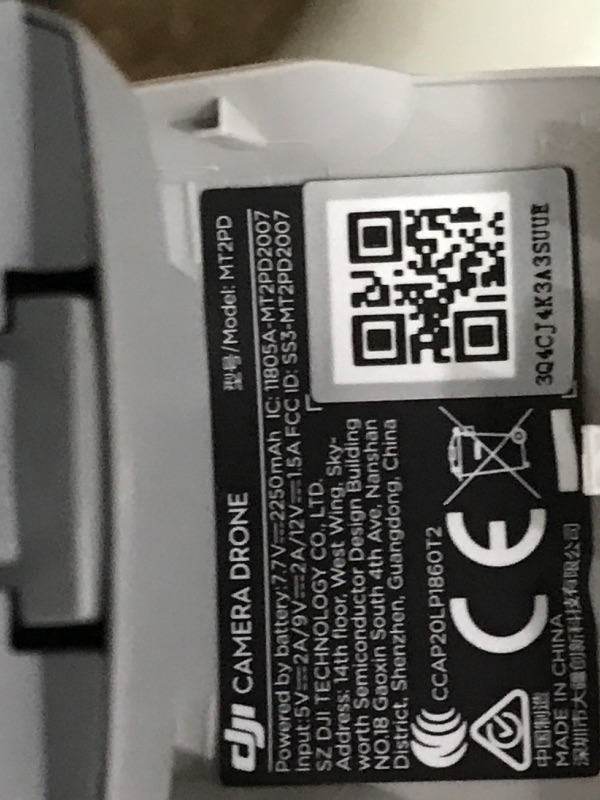 dji CAMERA DRONE 型号/Model: MT2PD
Powered by battery:7.7V⎓2250mAh IC: 11805A-MT2PD2007
Input:5V⎓2A/9V⎓2A/12V⎓1.5A FCC ID: SS3-MT2PD2007
SZ DJI TECHNOLOGY CO., LTD.
Address: 14th floor, West Wing, Sky-
worth Semiconductor Design Building
NO.18 Gaoxin South 4th Ave, Nanshan
District, Shenzhen, Guangdong, China
CCAP20LP1860T2
CE
中国制造
MADE IN CHINA
深圳市大疆创新科技有限公司
3Q4CJ4K3A3SUUE